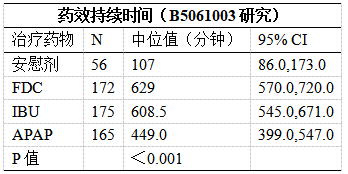 药效持续时间（B5061003 研究）
治疗药物 N 中位值（分钟） 95% CI
安慰剂 56 107 86.0,173.0
FDC 172 629 570.0,720.0
IBU 175 608.5 545.0,671.0
APAP 165 449.0 399.0,547.0
P 值 ＜0.001